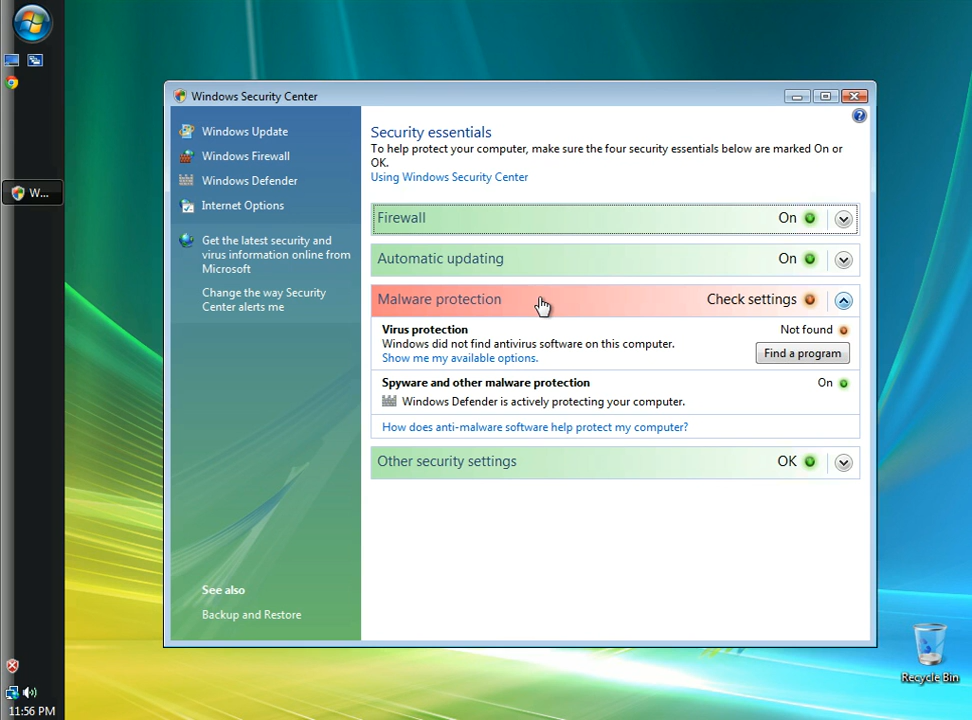 Windows Security Center
W...
Windows Update
Windows Firewall
Windows Defender
Internet Options
Get the latest security and
virus information online from
Microsoft
Change the way Security
Center alerts me
See also
Backup and Restore
Security essentials
To help protect your computer, make sure the four security essentials below are marked On or
OK.
Using Windows Security Center
Firewall On
Automatic updating On
Malware protection Check settings
Virus protection Not found
Windows did not find antivirus software on this computer.
Show me my available options.
Find a program
Spyware and other malware protection On
Windows Defender is actively protecting your computer.
How does anti-malware software help protect my computer?
Other security settings OK
Recycle Bin
11:56 PM